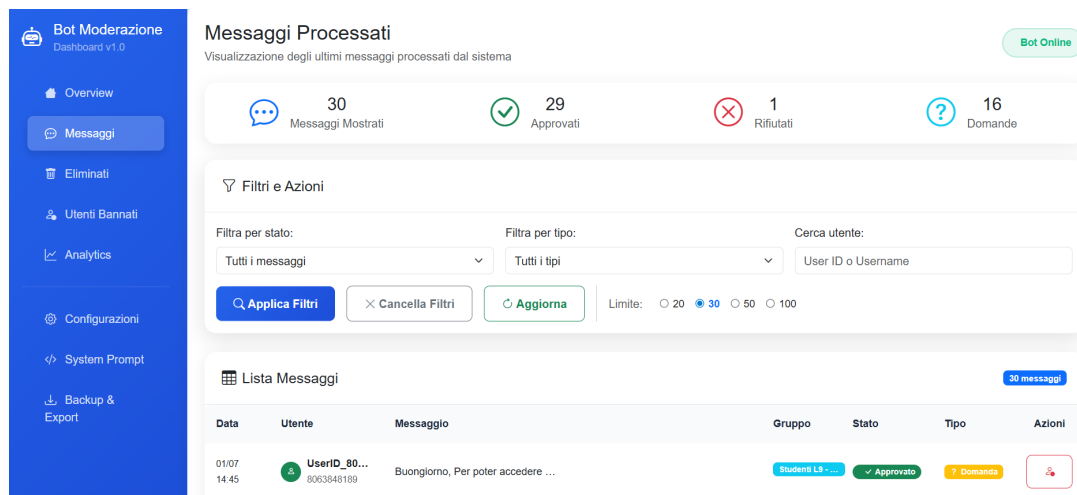 Bot Moderazione
Dashboard v1.0
Overview
Messaggi
Eliminati
Utenti Bannati
Analytics
Configurazioni
System Prompt
Backup &
Export
Messaggi Processati
Visualizzazione degli ultimi messaggi processati dal sistema
Bot Online
30
Messaggi Mostrati
29
Approvati
1
Rifiutati
16
Domande
Filtri e Azioni
Filtra per stato:
Tutti i messaggi
Filtra per tipo:
Tutti i tipi
Cerca utente:
User ID o Username
Applica Filtri
Cancella Filtri
Aggiorna
Limite: 20 30 50 100
Lista Messaggi
30 messaggi
Data Utente Messaggio Gruppo Stato Tipo Azioni
01/07
14:45
UserID_80...
8063848189
Buongiorno, Per poter accedere ...
Studenti L9 - ...
Approvato
? Domanda